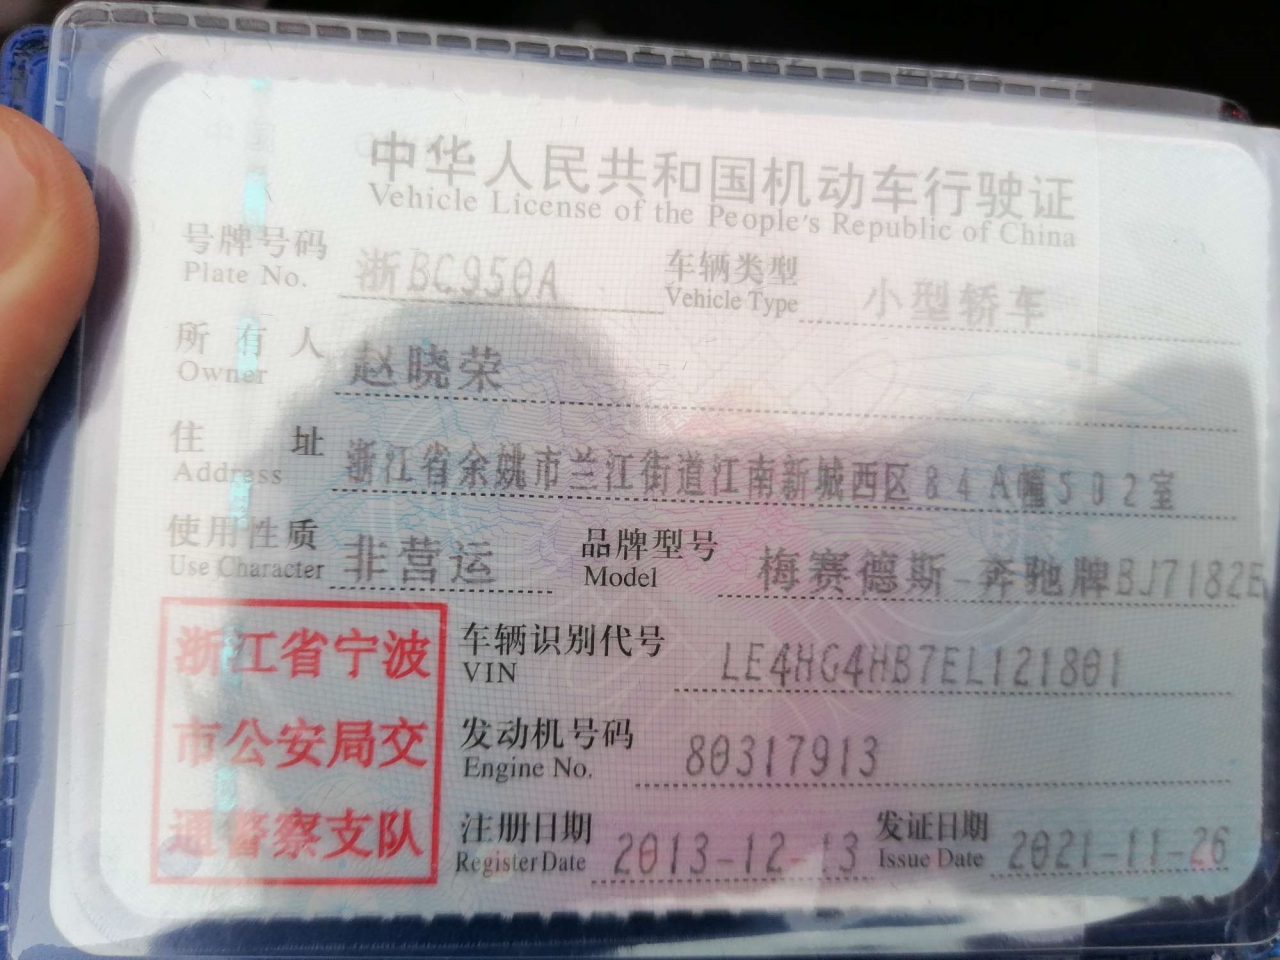 中华人民共和国机动车行驶证
Vehicle License of the People's Republic of China
号牌号码 浙BC950A 车辆类型 小型轿车
Plate No. Vehicle Type
所有人 赵晓荣
Owner
住址 浙江省余姚市兰江街道江南新城西区84A幢502室
Address
使用性质 非营运 品牌型号 梅赛德斯-奔驰牌BJ7182E
Use Character Model
浙江省宁波
市公安局交
通警察支队
车辆识别代号 LE4HG4HB7EL121801
VIN
发动机号码 80317913
Engine No.
注册日期 2013-12-13 发证日期 2021-11-26
Register Date Issue Date